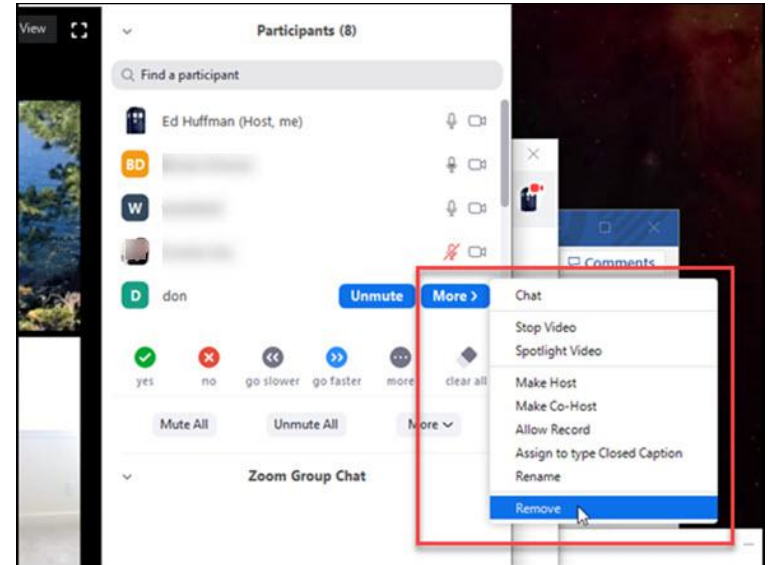 View
Participants (8)
Find a participant
Ed Huffman (Host, me)
BD
W
D don Unmute More >
Comments
Chat
Stop Video
Spotlight Video
Make Host
Make Co-Host
Allow Record
Assign to type Closed Caption
Rename
Remove
yes no go slower go faster more clear all
Mute All Unmute All More
Zoom Group Chat